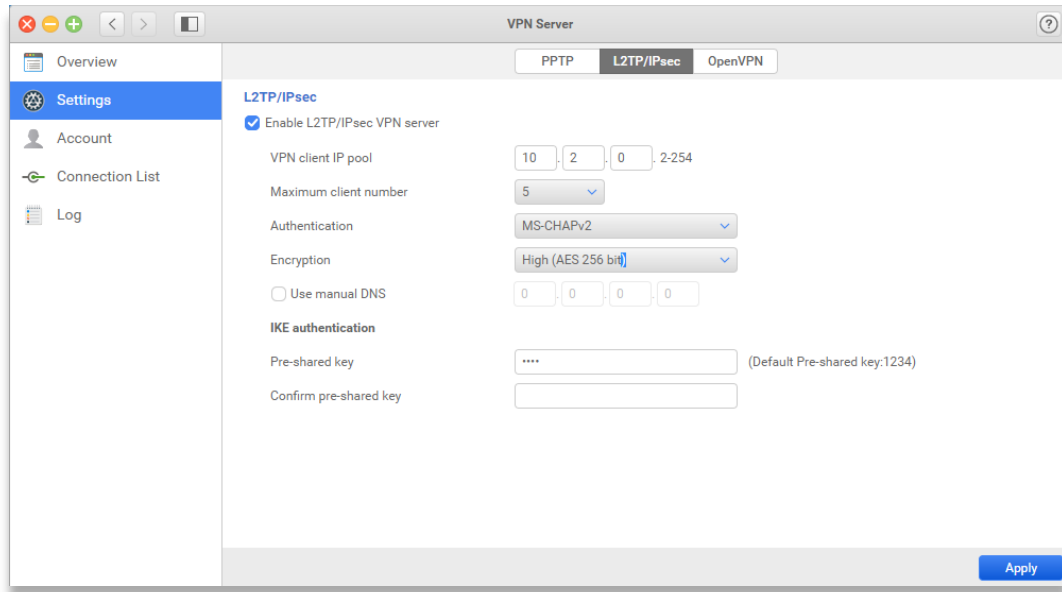 VPN Server
?
Overview
Settings
Account
Connection List
Log
PPTP L2TP/IPsec OpenVPN
L2TP/IPsec
Enable L2TP/IPsec VPN server
VPN client IP pool 10 . 2 . 0 . 2-254
Maximum client number 5
Authentication MS-CHAPv2
Encryption High (AES 256 bit)
Use manual DNS 0 . 0 . 0 . 0
IKE authentication
Pre-shared key •••• (Default Pre-shared key:1234)
Confirm pre-shared key
Apply